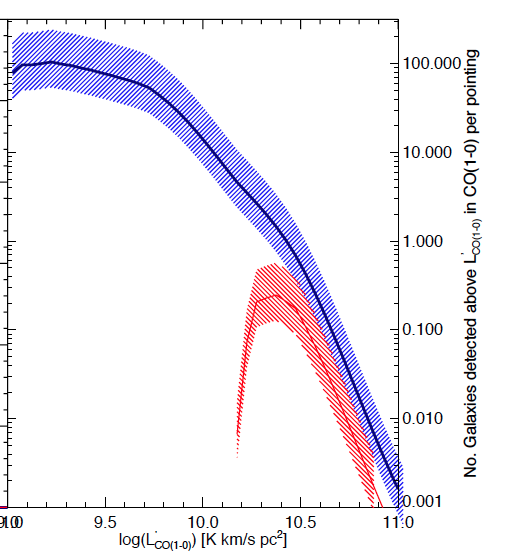 100.000
10.000
1.000
0.100
0.010
0.001
No. Galaxies detected above L'CO(1-0) in CO(1-0) per pointing
9.5 10.0 10.5 11.0
log(L'CO(1-0)) [K km/s pc²]